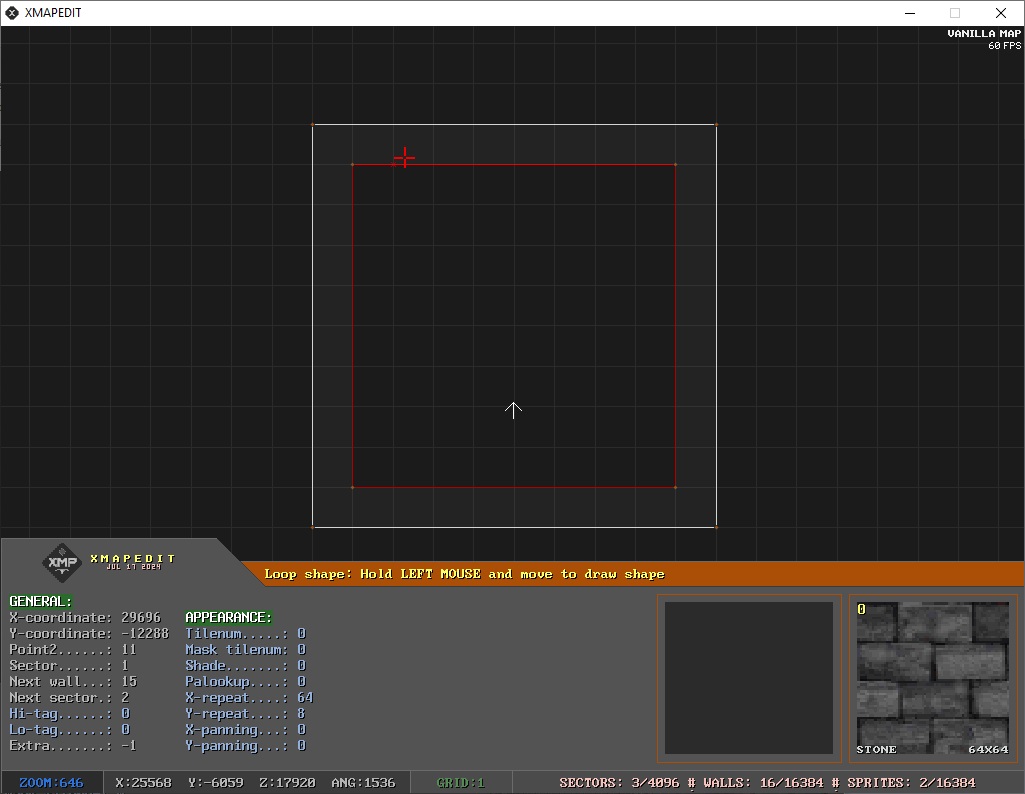 XMAPEDIT
VANILLA MAP
60 FPS
XMP
XMAPEDIT
JUL 17 2024
Loop shape: Hold LEFT MOUSE and move to draw shape
GENERAL:
X-coordinate: 29696
Y-coordinate: -12288
Point2......: 11
Sector......: 1
Next wall...: 15
Next sector.: 2
Hi-tag......: 0
Lo-tag......: 0
Extra.......: -1
APPEARANCE:
Tilenum.....: 0
Mask tilenum: 0
Shade.......: 0
Palookup....: 0
X-repeat....: 64
Y-repeat....: 8
X-panning...: 0
Y-panning...: 0
0
STONE 64X64
ZOOM:646 X:25568 Y:-6059 Z:17920 ANG:1536 GRID:1 SECTORS: 3/4096 # WALLS: 16/16384 # SPRITES: 2/16384